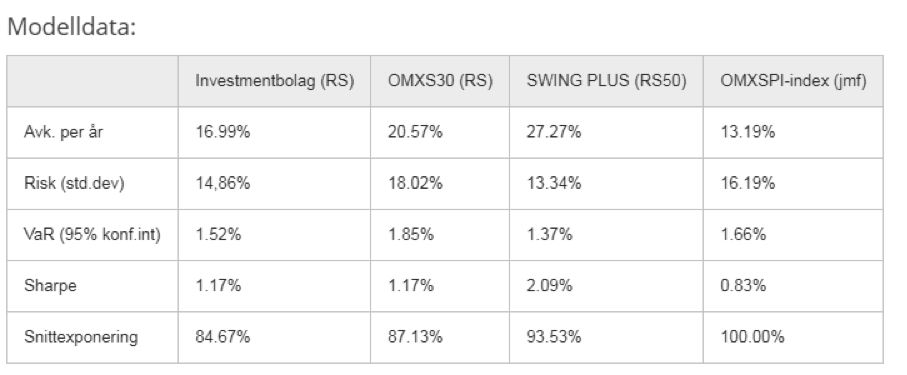 Modelldata:
Investmentbolag (RS) OMXS30 (RS) SWING PLUS (RS50) OMXSPI-index (jmf)
Avk. per år 16.99% 20.57% 27.27% 13.19%
Risk (std.dev) 14,86% 18.02% 13.34% 16.19%
VaR (95% konf.int) 1.52% 1.85% 1.37% 1.66%
Sharpe 1.17% 1.17% 2.09% 0.83%
Snittexponering 84.67% 87.13% 93.53% 100.00%